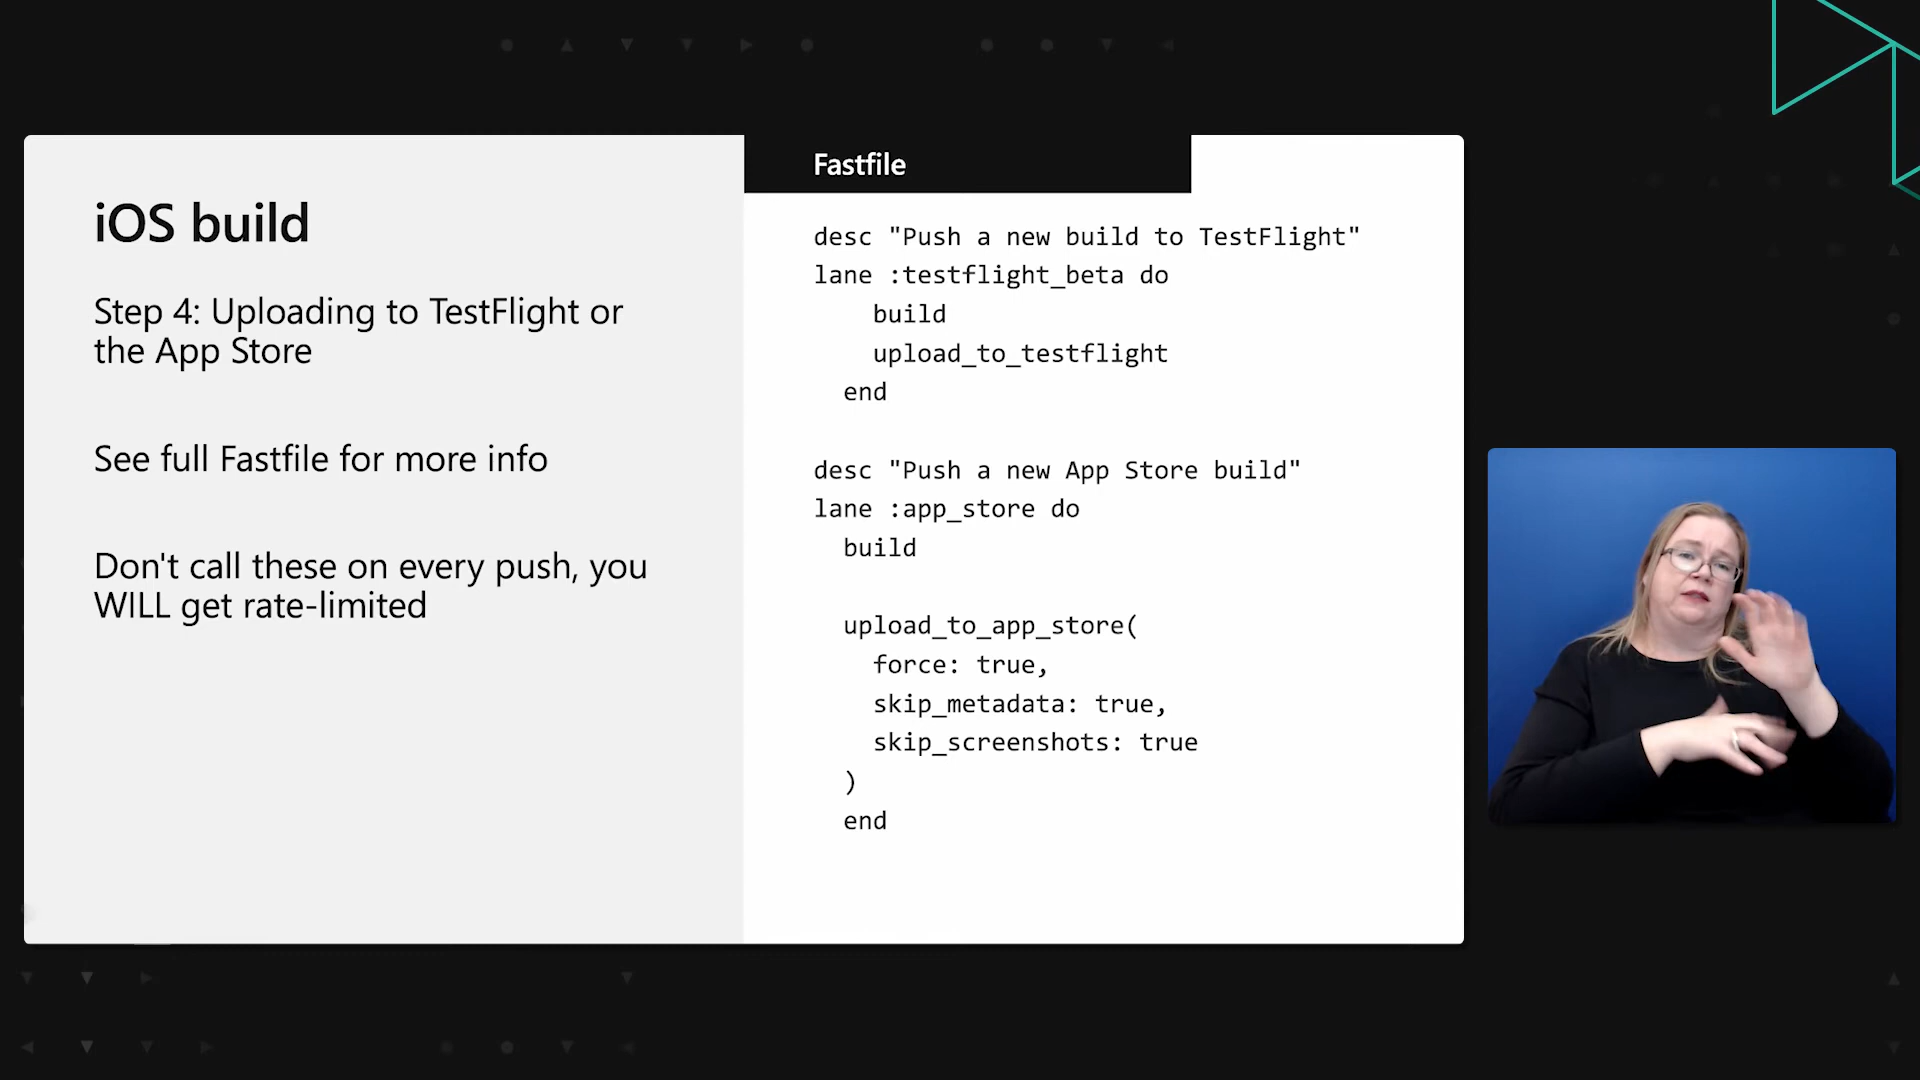 iOS build
Step 4: Uploading to TestFlight or
the App Store
See full Fastfile for more info
Don't call these on every push, you
WILL get rate-limited
Fastfile
desc "Push a new build to TestFlight"
lane :testflight_beta do
    build
    upload_to_testflight
  end
desc "Push a new App Store build"
lane :app_store do
  build
  upload_to_app_store(
    force: true,
    skip_metadata: true,
    skip_screenshots: true
  )
  end